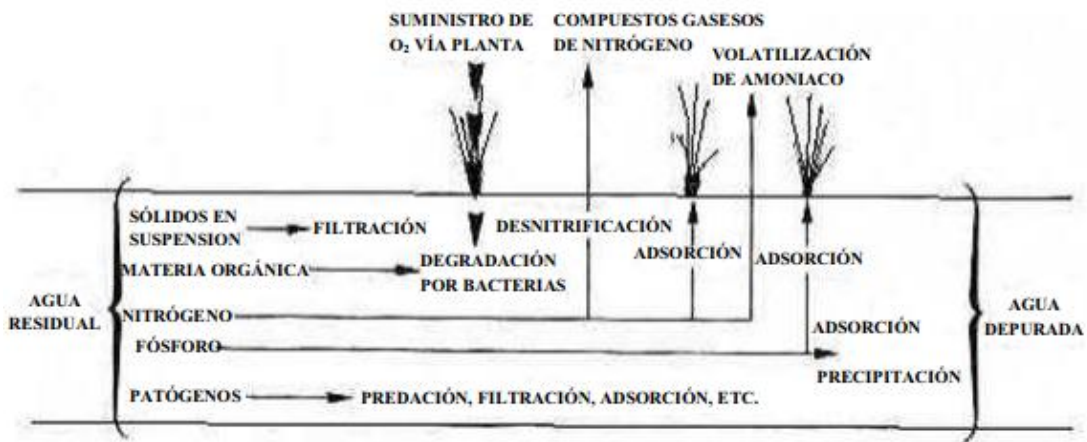 SUMINISTRO DE
O₂ VÍA PLANTA
COMPUESTOS GASESOS
DE NITRÓGENO
VOLATILIZACIÓN
DE AMONIACO
SÓLIDOS EN
SUSPENSION
FILTRACIÓN
DESNITRIFICACIÓN
ADSORCIÓN
ADSORCIÓN
MATERIA ORGÁNICA
DEGRADACIÓN
POR BACTERIAS
AGUA
RESIDUAL
NITRÓGENO
FÓSFORO
ADSORCIÓN
PRECIPITACIÓN
AGUA
DEPURADA
PATÓGENOS
PREDACIÓN, FILTRACIÓN, ADSORCIÓN, ETC.